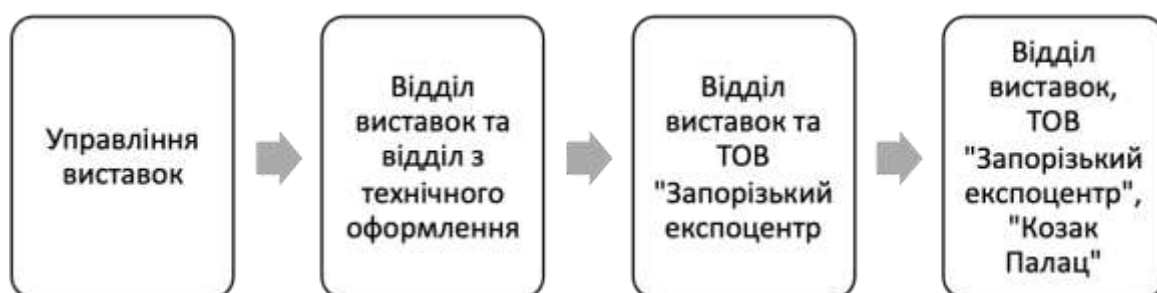 Управління
виставок
Відділ
виставок та
відділ з
технічного
оформлення
Відділ
виставок та
ТОВ
"Запорізький
експоцентр
Відділ
виставок,
ТОВ
"Запорізький
експоцентр",
"Козак
Палац"